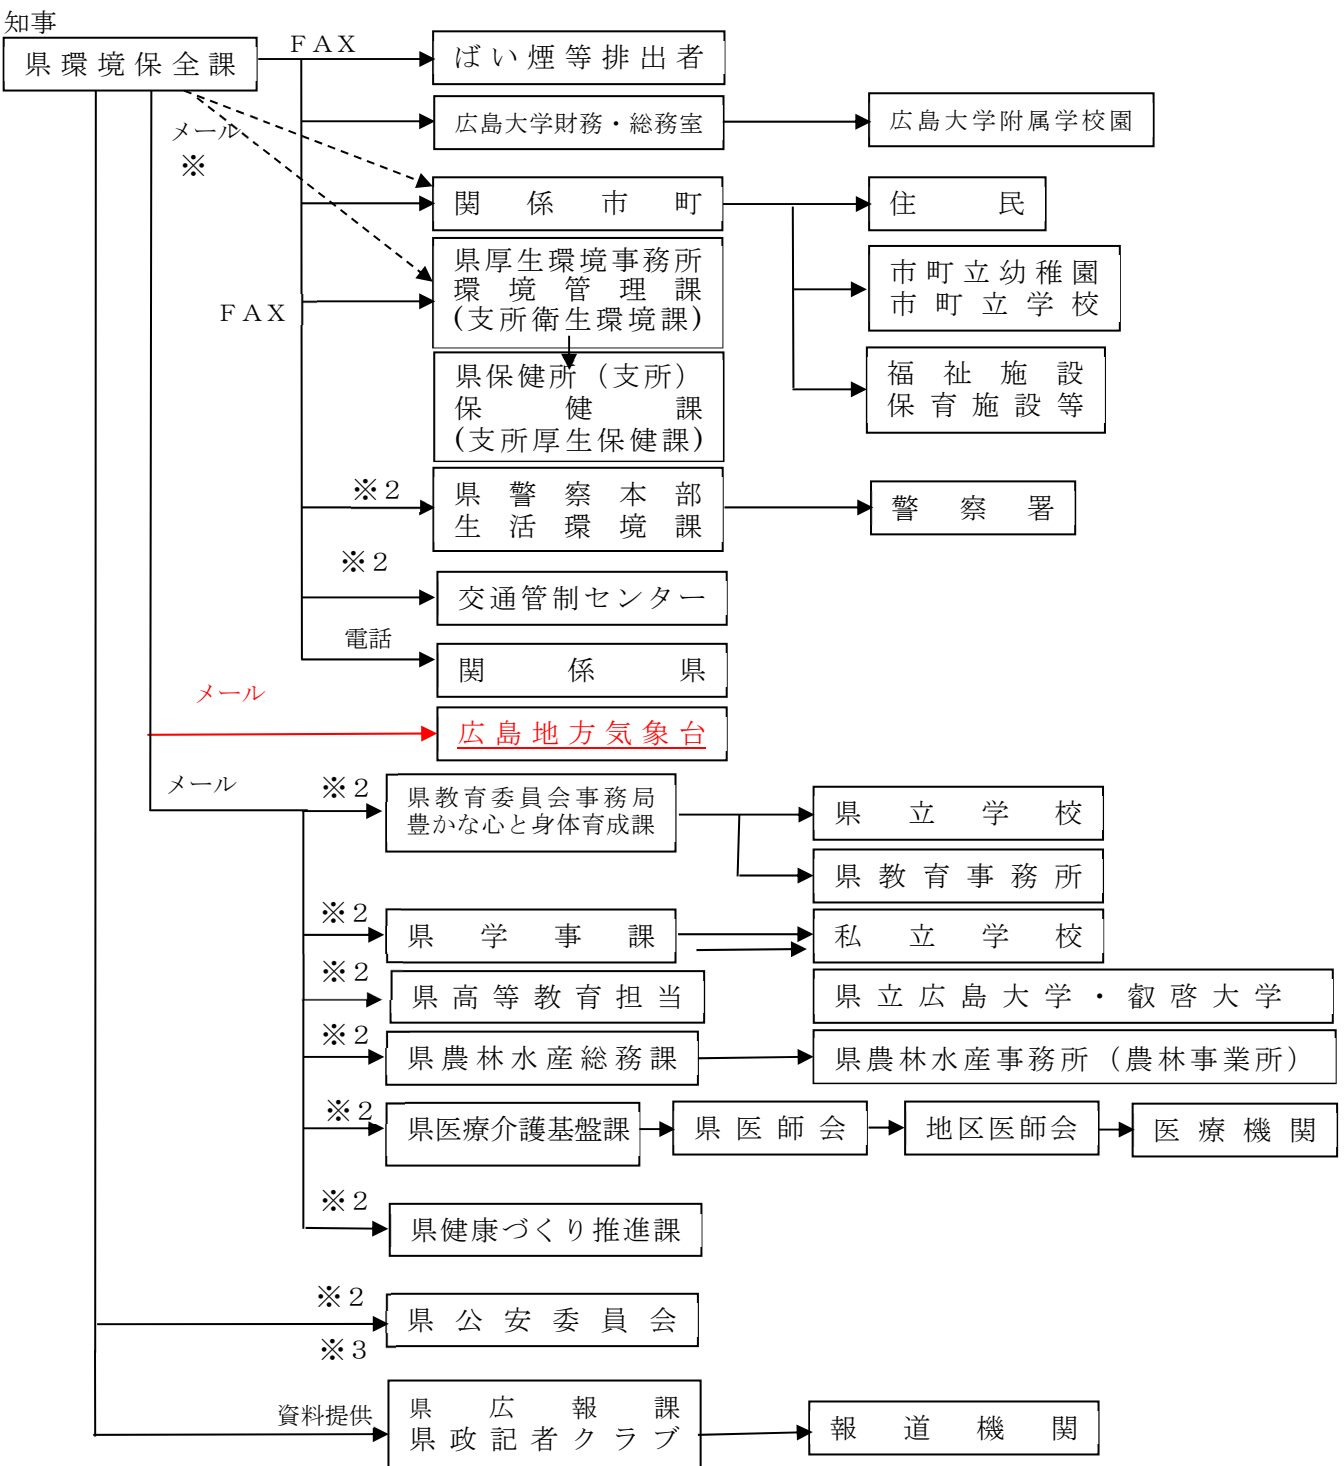 知事
県環境保全課
ＦＡＸ
ばい煙等排出者
広島大学財務・総務室
広島大学附属学校園
メール
※
関係市町
住民
県厚生環境事務所
環境管理課
(支所衛生環境課)
市町立幼稚園
市町立学校
ＦＡＸ
県保健所（支所）
保健課
(支所厚生保健課)
福祉施設
保育施設等
※２
県警察本部
生活環境課
警察署
※２
交通管制センター
電話
関係県
メール
広島地方気象台
メール
※２
県教育委員会事務局
豊かな心と身体育成課
県立学校
県教育事務所
※２
県学事課
私立学校
※２
県高等教育担当
県立広島大学・叡啓大学
※２
県農林水産総務課
県農林水産事務所（農林事業所）
※２
県医療介護基盤課
県医師会
地区医師会
医療機関
※２
県健康づくり推進課
※２
県公安委員会
※３
資料提供
県広報課
県政記者クラブ
報道機関